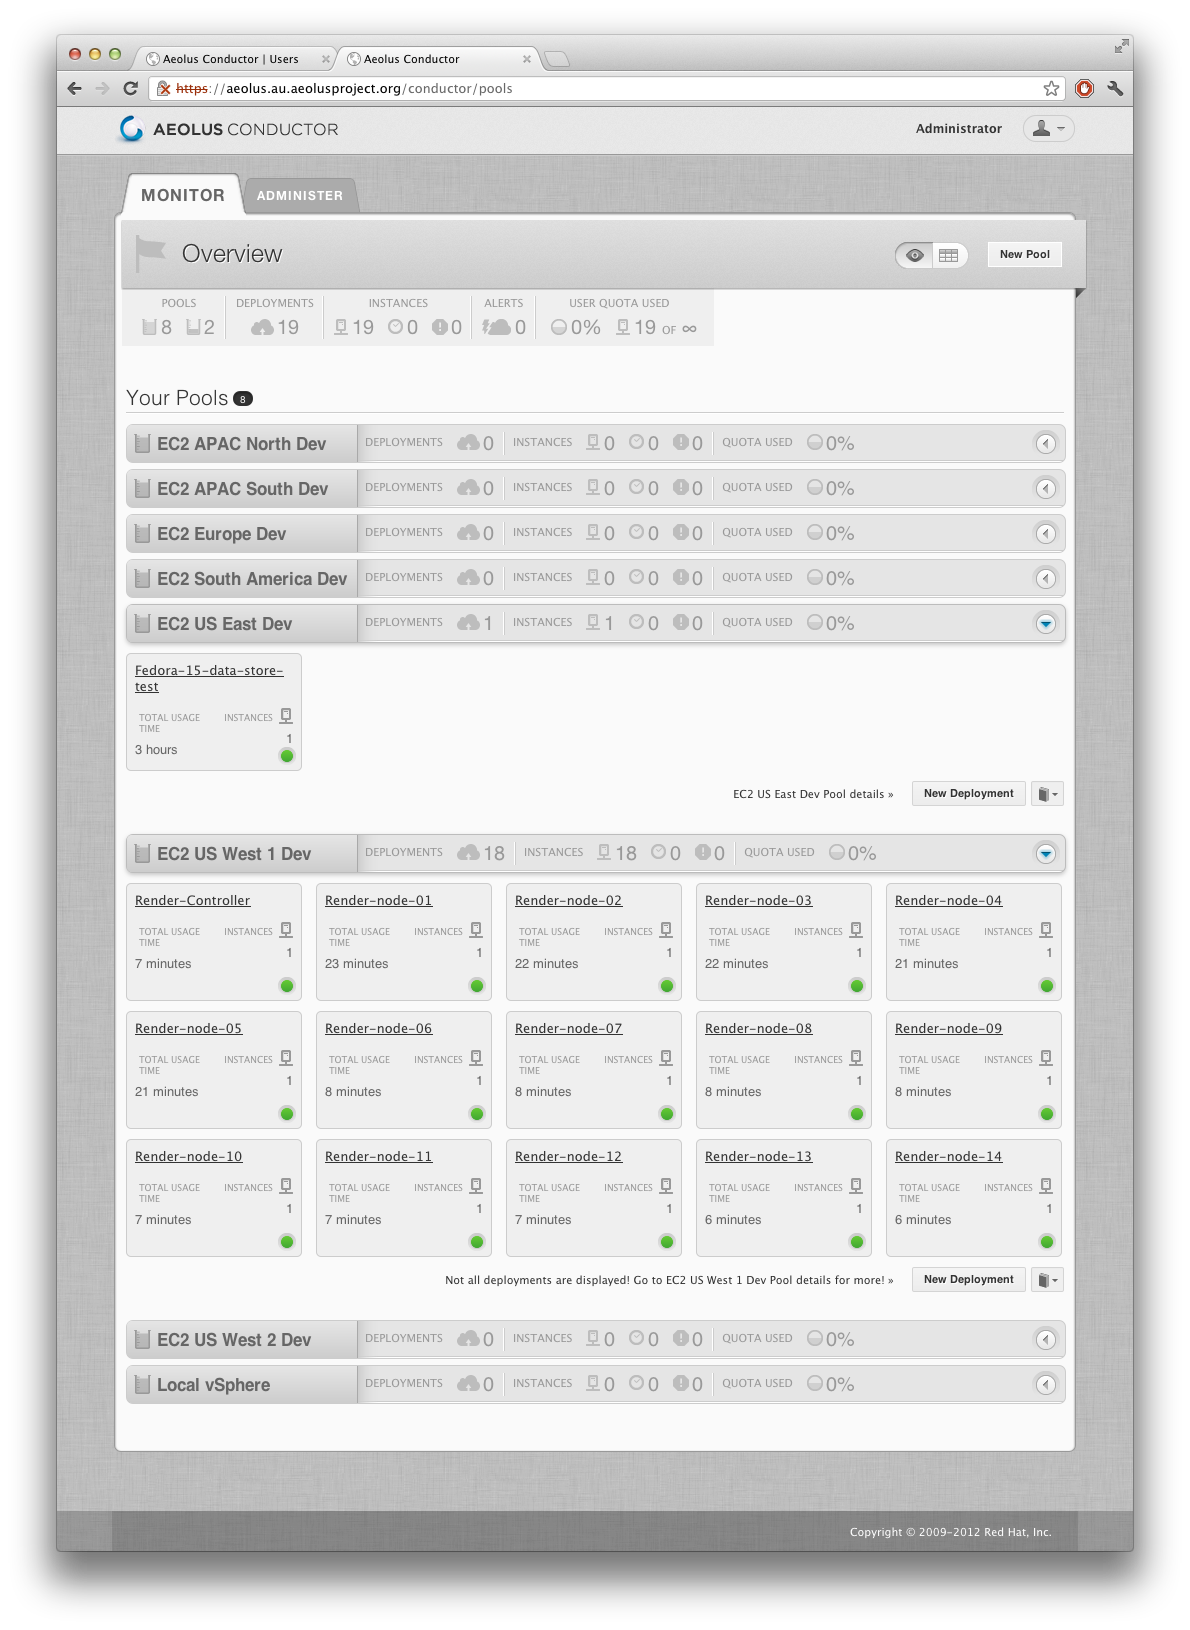 Aeolus Conductor | Users
Aeolus Conductor
https://aeolus.au.aeolusproject.org/conductor/pools
AEOLUS CONDUCTOR
Administrator
MONITOR
ADMINISTER
Overview
New Pool
POOLS DEPLOYMENTS INSTANCES ALERTS USER QUOTA USED
8 2 19 19 0 0 0 0% 19 OF ∞
Your Pools 8
EC2 APAC North Dev DEPLOYMENTS 0 INSTANCES 0 0 0 QUOTA USED 0%
EC2 APAC South Dev DEPLOYMENTS 0 INSTANCES 0 0 0 QUOTA USED 0%
EC2 Europe Dev DEPLOYMENTS 0 INSTANCES 0 0 0 QUOTA USED 0%
EC2 South America Dev DEPLOYMENTS 0 INSTANCES 0 0 0 QUOTA USED 0%
EC2 US East Dev DEPLOYMENTS 1 INSTANCES 1 0 0 QUOTA USED 0%
Fedora-15-data-store-
test
TOTAL USAGE INSTANCES
TIME
1
3 hours
EC2 US East Dev Pool details »
New Deployment
EC2 US West 1 Dev DEPLOYMENTS 18 INSTANCES 18 0 0 QUOTA USED 0%
Render-Controller Render-node-01 Render-node-02 Render-node-03 Render-node-04
TOTAL USAGE INSTANCES TOTAL USAGE INSTANCES TOTAL USAGE INSTANCES TOTAL USAGE INSTANCES TOTAL USAGE INSTANCES
TIME TIME TIME TIME TIME
1 1 1 1 1
7 minutes 23 minutes 22 minutes 22 minutes 21 minutes
Render-node-05 Render-node-06 Render-node-07 Render-node-08 Render-node-09
TOTAL USAGE INSTANCES TOTAL USAGE INSTANCES TOTAL USAGE INSTANCES TOTAL USAGE INSTANCES TOTAL USAGE INSTANCES
TIME TIME TIME TIME TIME
1 1 1 1 1
21 minutes 8 minutes 8 minutes 8 minutes 8 minutes
Render-node-10 Render-node-11 Render-node-12 Render-node-13 Render-node-14
TOTAL USAGE INSTANCES TOTAL USAGE INSTANCES TOTAL USAGE INSTANCES TOTAL USAGE INSTANCES TOTAL USAGE INSTANCES
TIME TIME TIME TIME TIME
1 1 1 1 1
7 minutes 7 minutes 7 minutes 6 minutes 6 minutes
Not all deployments are displayed! Go to EC2 US West 1 Dev Pool details for more! »
New Deployment
EC2 US West 2 Dev DEPLOYMENTS 0 INSTANCES 0 0 0 QUOTA USED 0%
Local vSphere DEPLOYMENTS 0 INSTANCES 0 0 0 QUOTA USED 0%
Copyright © 2009-2012 Red Hat, Inc.